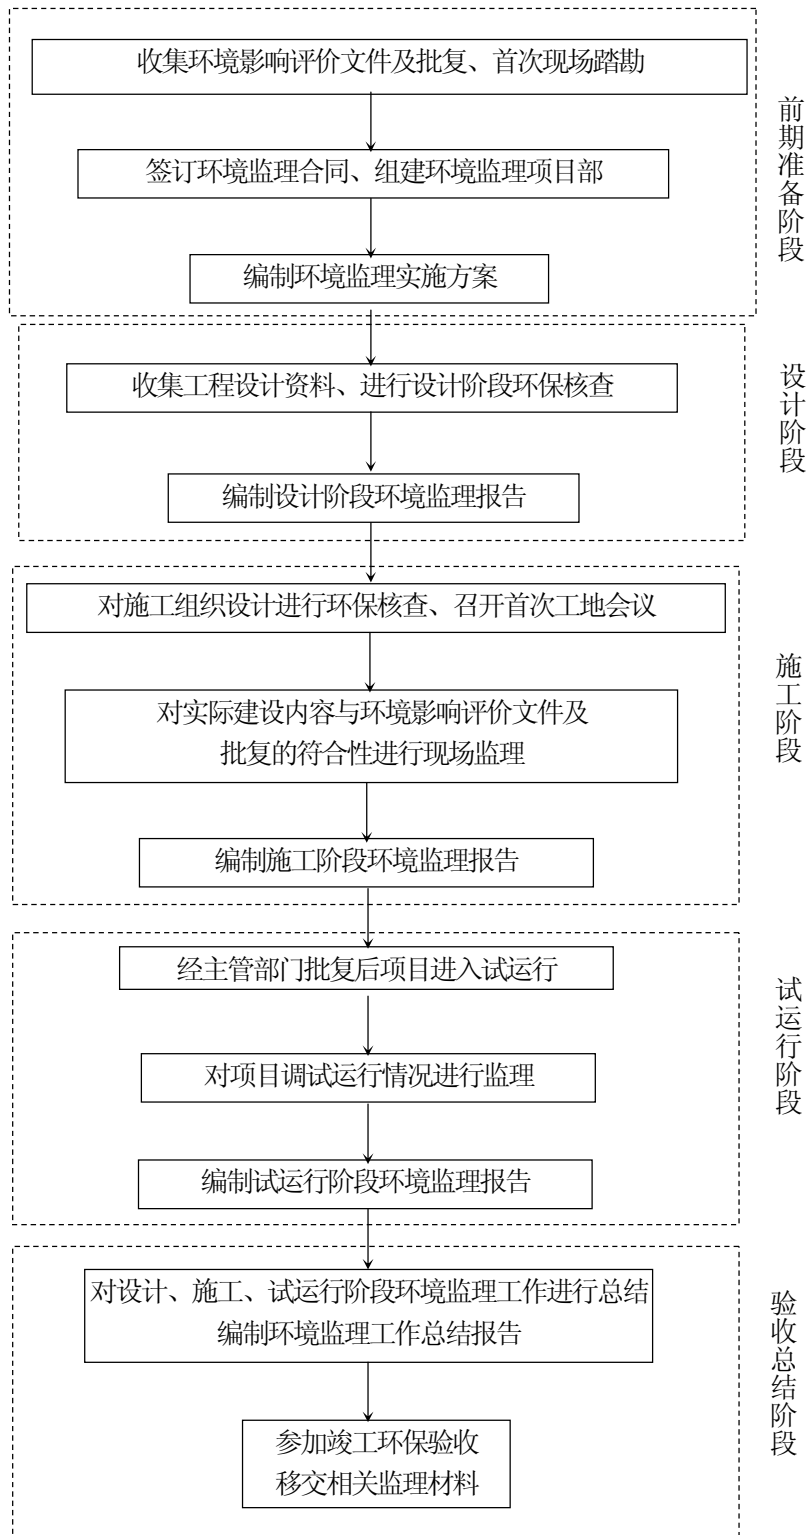 收集环境影响评价文件及批复、首次现场踏勘
签订环境监理合同、组建环境监理项目部
编制环境监理实施方案
前期准备阶段
收集工程设计资料、进行设计阶段环保核查
编制设计阶段环境监理报告
设计阶段
对施工组织设计进行环保核查、召开首次工地会议
对实际建设内容与环境影响评价文件及
批复的符合性进行现场监理
编制施工阶段环境监理报告
施工阶段
经主管部门批复后项目进入试运行
对项目调试运行情况进行监理
编制试运行阶段环境监理报告
试运行阶段
对设计、施工、试运行阶段环境监理工作进行总结
编制环境监理工作总结报告
参加竣工环保验收
移交相关监理材料
验收总结阶段